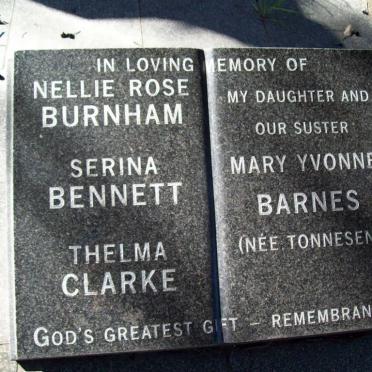 IN LOVING MEMORY OF
NELLIE ROSE
BURNHAM
SERINA
BENNETT
THELMA
CLARKE
MY DAUGHTER AND
OUR SUSTER
MARY YVONNE
BARNES
(NÉE TONNESEN
GOD'S GREATEST GIFT – REMEMBRAN